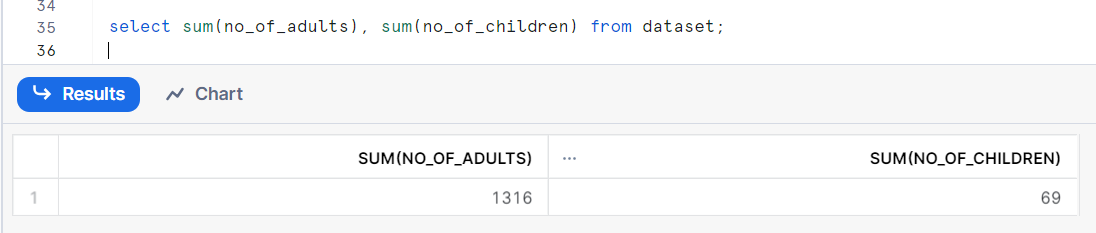 34
35 select sum(no_of_adults), sum(no_of_children) from dataset;
36
Results Chart
SUM(NO_OF_ADULTS) ... SUM(NO_OF_CHILDREN)
1 1316 69